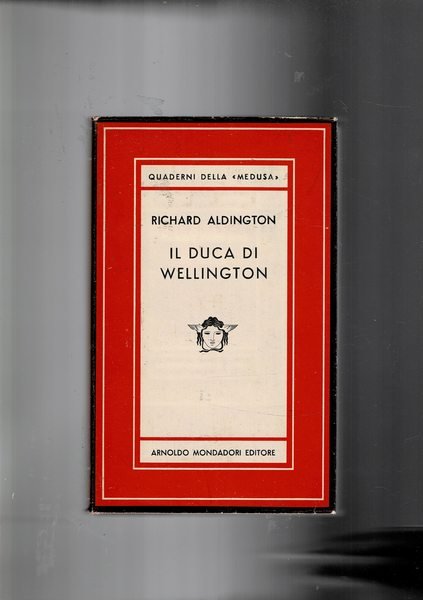 QUADERNI DELLA «MEDUSA»
RICHARD ALDINGTON
IL DUCA DI
WELLINGTON
ARNOLDO MONDADORI EDITORE